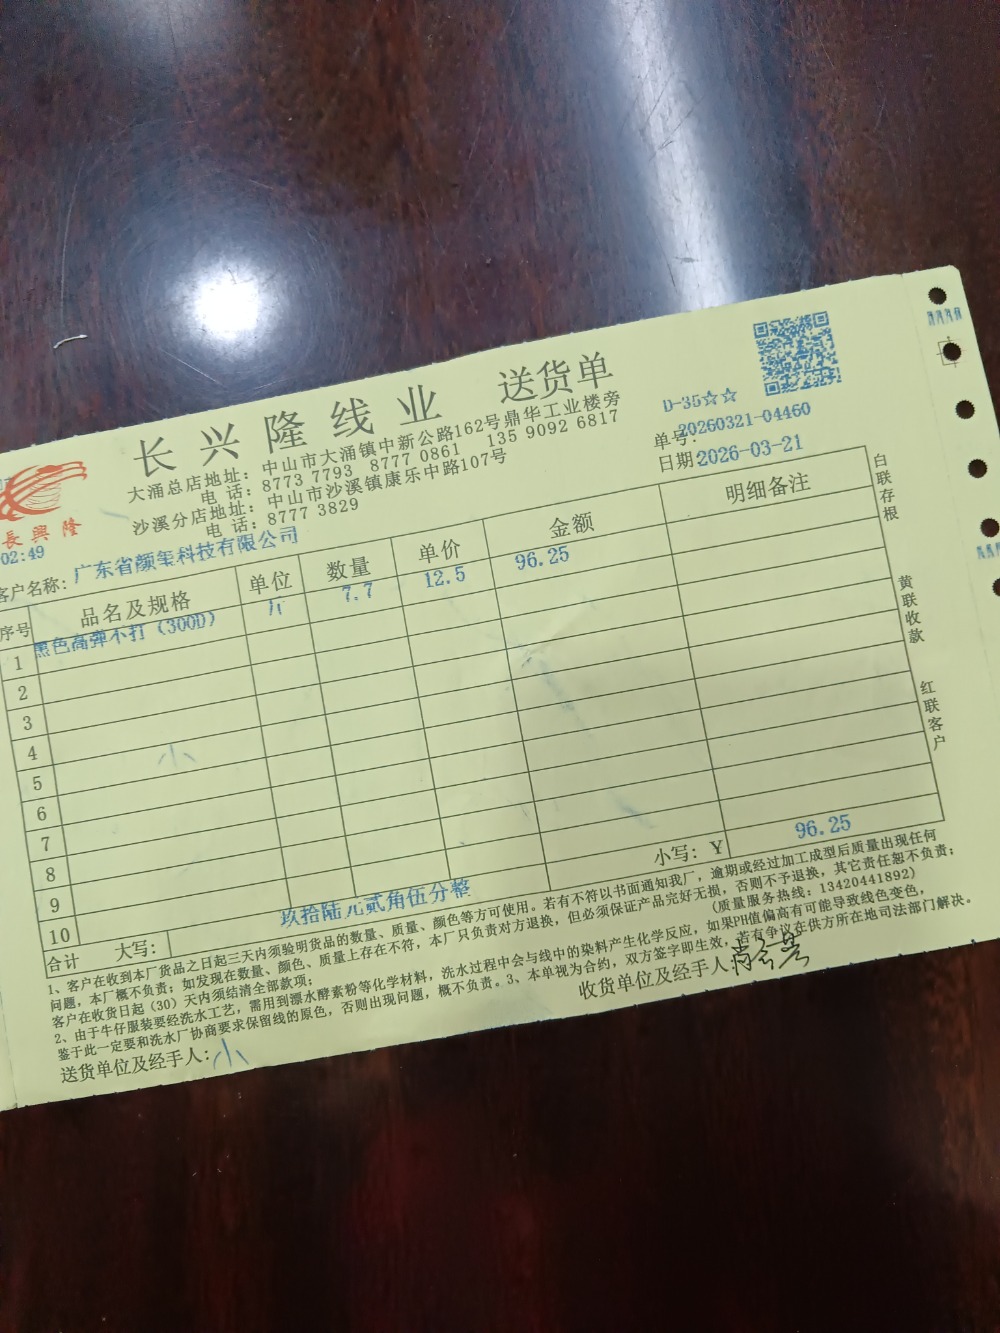 长兴隆线业 送货单
D-35☆☆
大涌总店地址：中山市大涌镇中新公路162号鼎华工业楼旁
电 话：8773 7793 8777 0861 135 9092 6817
沙溪分店地址：中山市沙溪镇康乐中路107号
电 话：8777 3829
单号：20260321-04460
日期 2026-03-21
長興隆
02:49
客户名称：广东省颜玺科技有限公司
序号 品名及规格 单位 数量 单价 金额 明细备注
1 黑色高弹不打（300D） 斤 7.7 12.5 96.25
2
3
4
5 小
6
7
8
9
10
小写：￥ 96.25
合计 大写： 玖拾陆元贰角伍分整
1、客户在收到本厂货品之日起三天内须验明货品的数量、质量、颜色等方可使用。若有不符以书面通知我厂，逾期或经过加工成型后质量出现任何
问题，本厂概不负责；如发现在数量、颜色、质量上存在不符，本厂只负责对方退换，但必须保证产品完好无损，否则不予退换，其它责任恕不负责；
客户在收货日起（30）天内须结清全部款项；
(质量服务热线：13420441892)
2、由于牛仔服装要经洗水工艺，需用到漂水酵素粉等化学材料，洗水过程中会与线中的染料产生化学反应，如果PH值偏高有可能导致线色变色，
鉴于此一定要和洗水厂协商要求保留线的原色，否则出现问题，概不负责。3、本单视为合约，双方签字即生效，若有争议在供方所在地司法部门解决。
送货单位及经手人：小
收货单位及经手人：
白联存根
黄联收款
红联客户